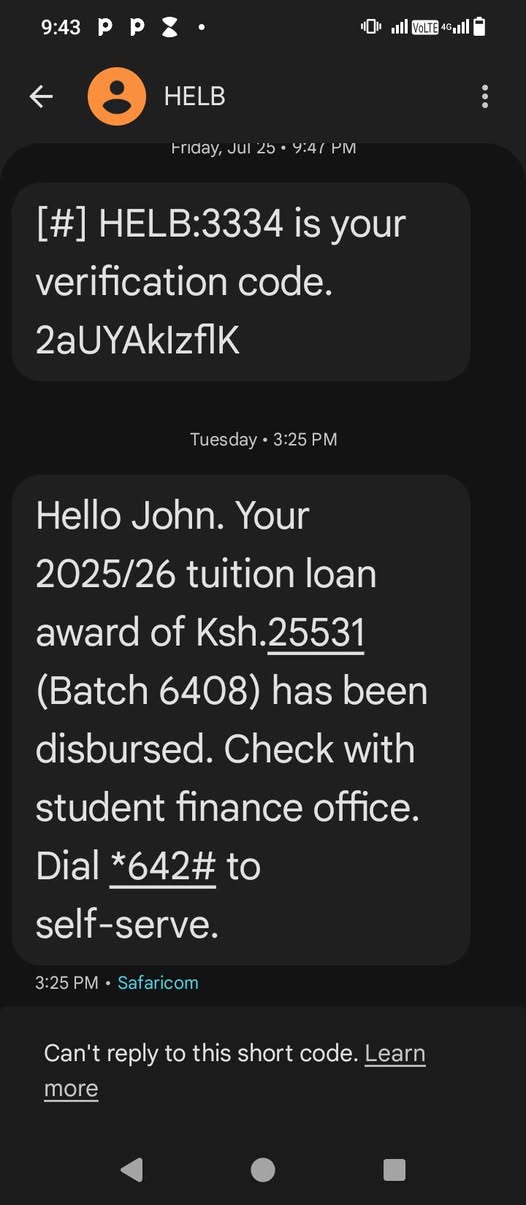 9:43
VoLTE 4G
HELB
Friday, Jul 25 • 9:47 PM
[#] HELB:3334 is your
verification code.
2aUYAkIzflK
Tuesday • 3:25 PM
Hello John. Your
2025/26 tuition loan
award of Ksh.25531
(Batch 6408) has been
disbursed. Check with
student finance office.
Dial *642# to
self-serve.
3:25 PM • Safaricom
Can't reply to this short code. Learn
more